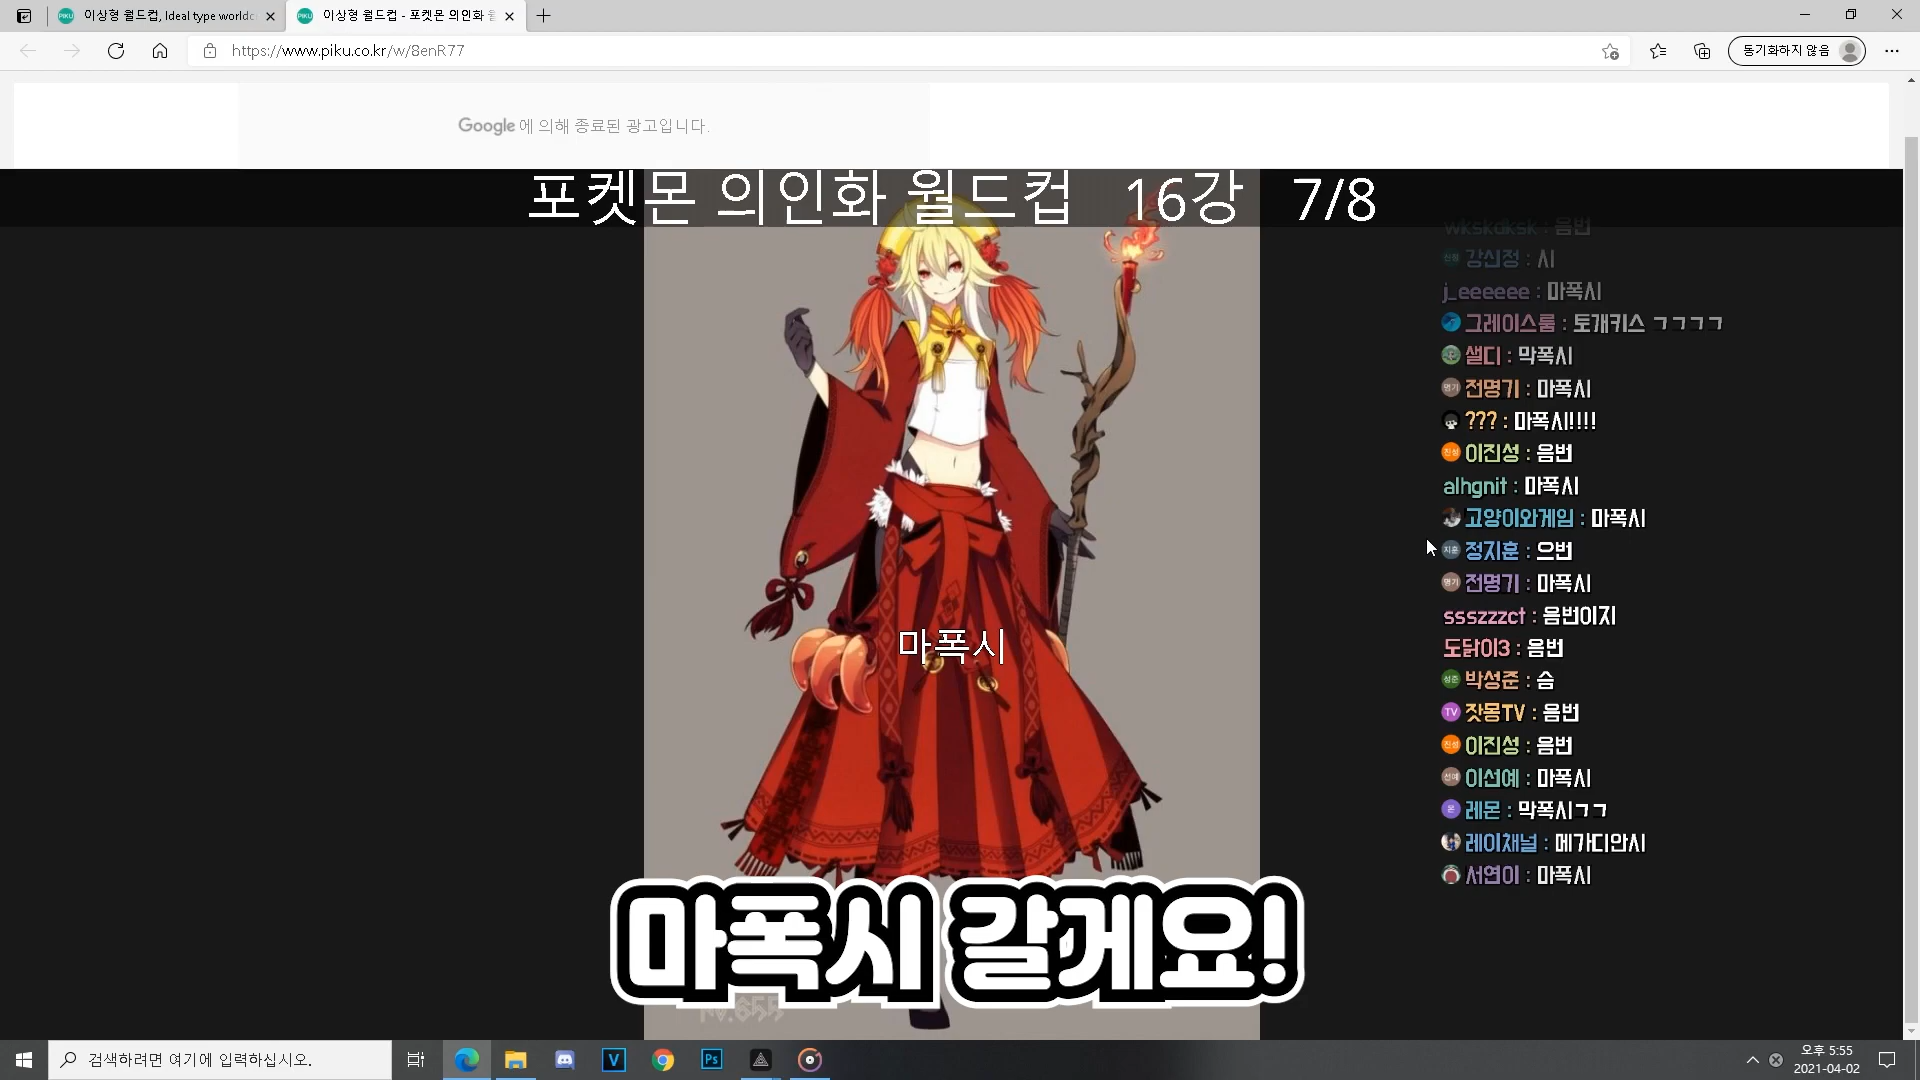 이상형 월드컵, Ideal type worldc
이상형 월드컵 - 포켓몬 의인화 월
https://www.piku.co.kr/w/8enR77
동기화하지 않음
Google 에 의해 종료된 광고입니다.
포켓몬 의인화 월드컵 16강 7/8
wkskdksk : 음번
강신정 : 시
j_eeeeeee : 마폭시
그레이스룸 : 토개키스 ㄱㄱㄱㄱ
샐디 : 막폭시
전명기 : 마폭시
??? : 마폭시!!!!
이진성 : 음번
alhgnit : 마폭시
고양이와게임 : 마폭시
정지훈 : 으번
전명기 : 마폭시
ssszzzct : 음번이지
도닭이3 : 음번
박성준 : 슴
잣몽TV : 음번
이진성 : 음번
이선예 : 마폭시
레몬 : 막폭시ㄱㄱ
레이채널 : 메가디안시
서연이 : 마폭시
마폭시
마폭시 갈게요!
No.655
검색하려면 여기에 입력하십시오.
오후 5:55
2021-04-02